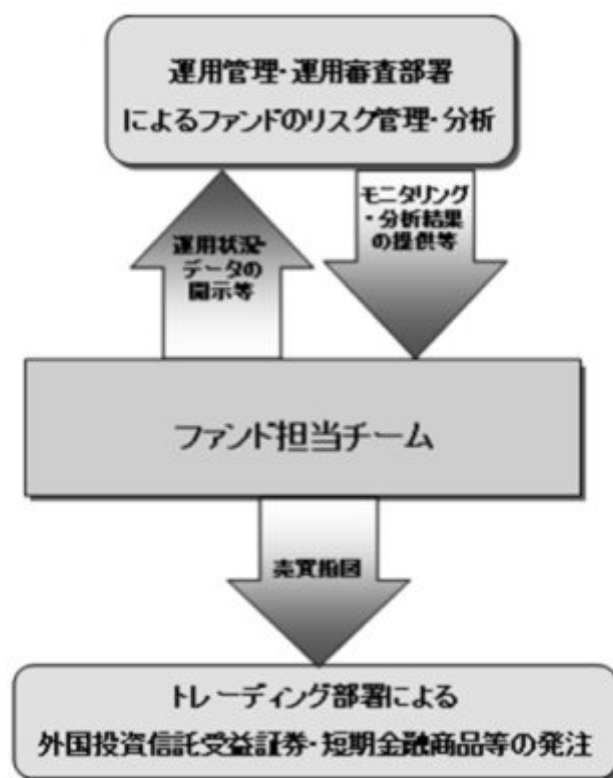 運用管理・運用審査部署
によるファンドのリスク管理・分析
運用状況・
データの
開示等
モニタリング
・分析結果
の提供等
ファンド担当チーム
売買指図
トレーディング部署による
外国投資信託受益証券・短期金融商品等の発注